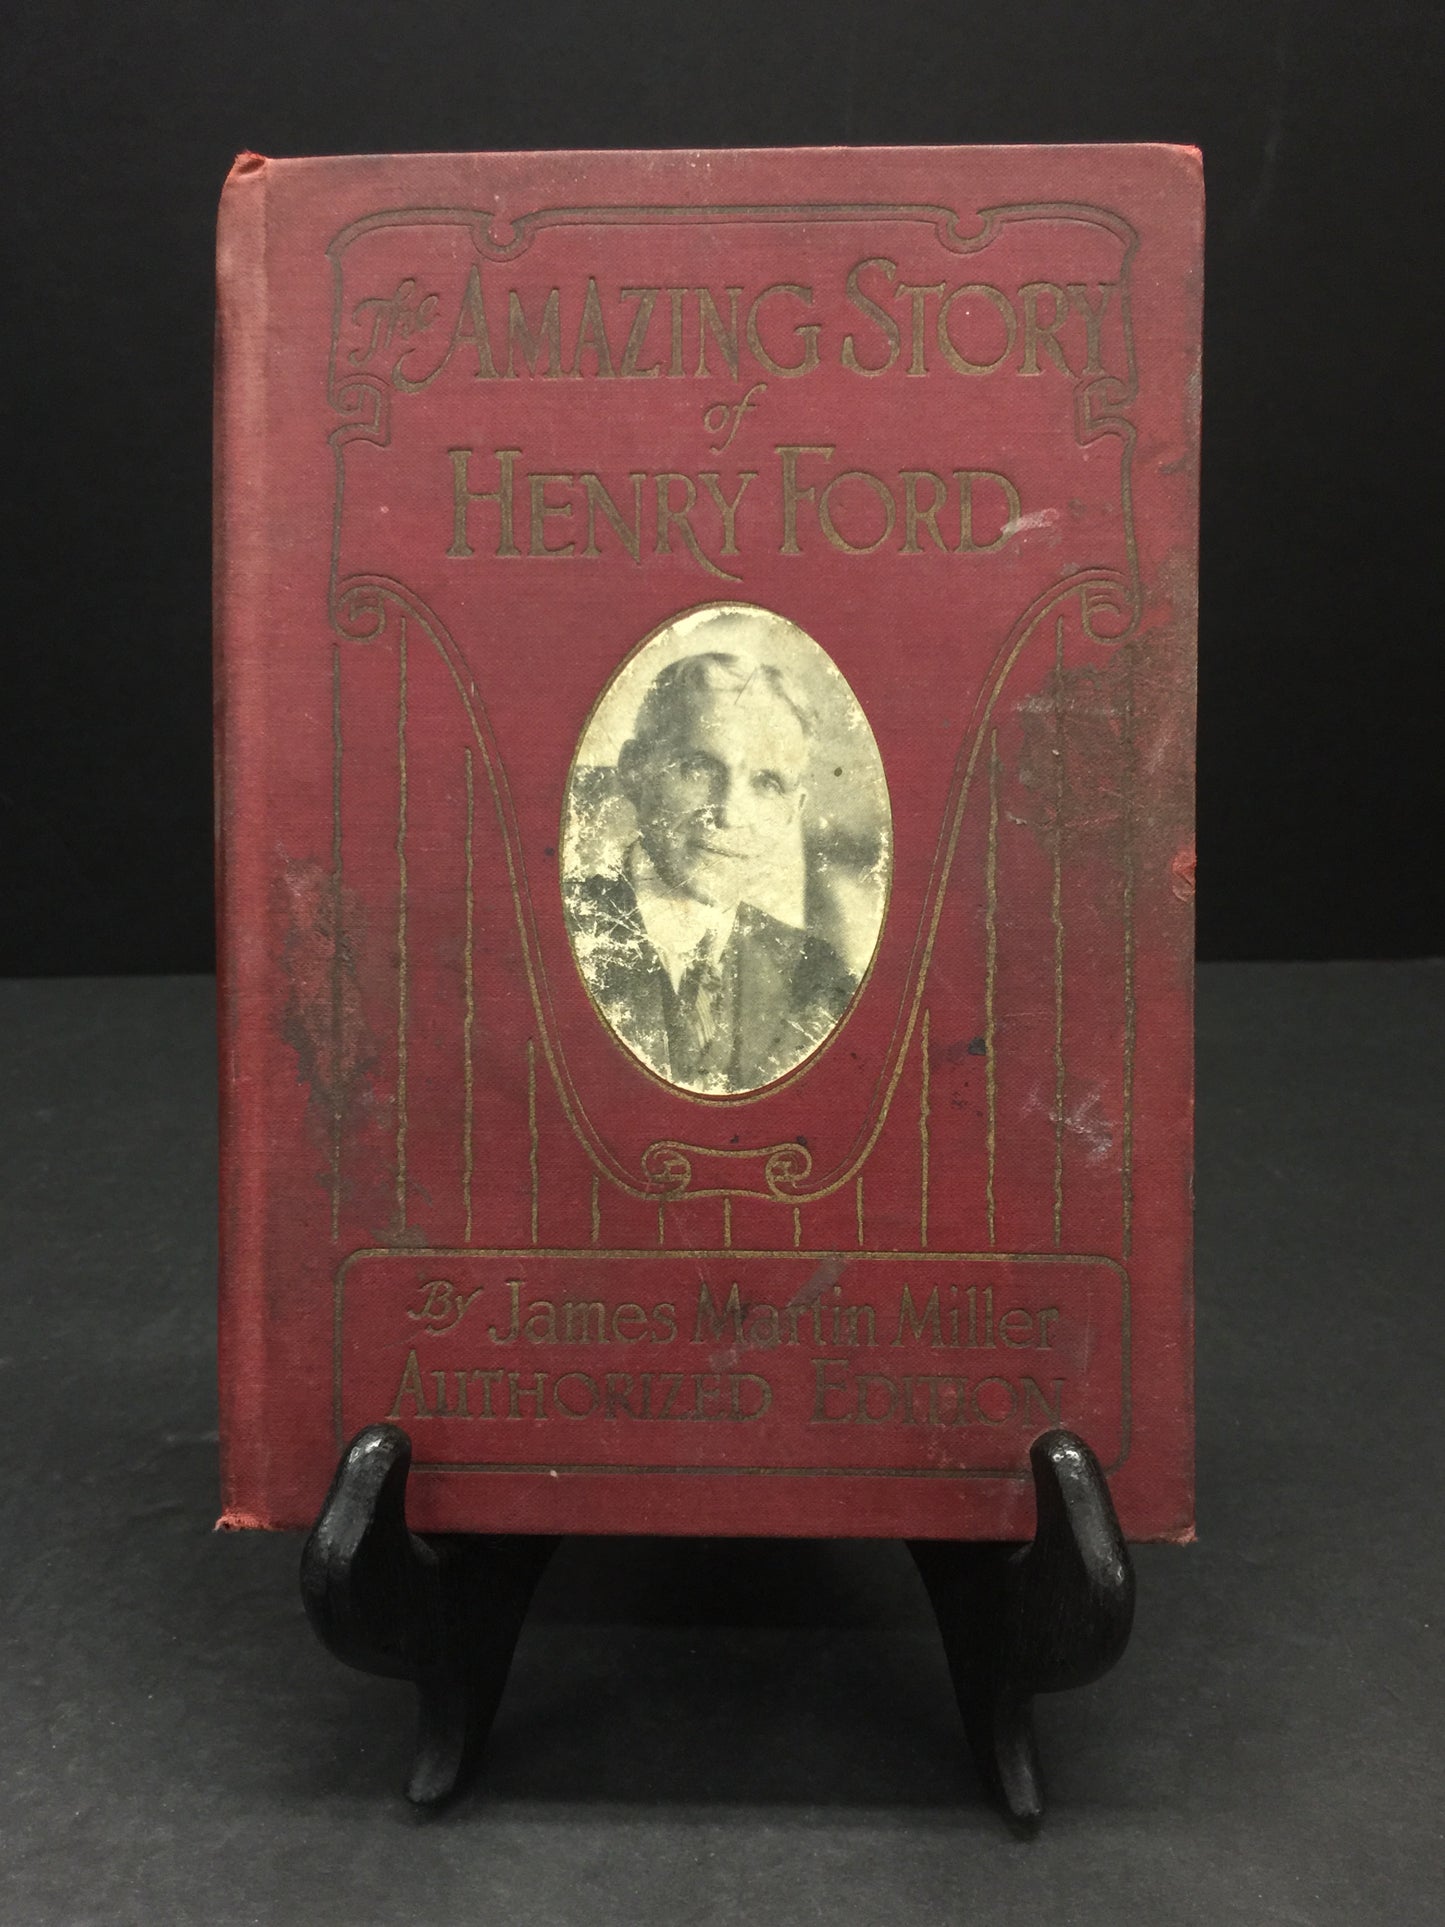 The AMAZING STORY
of
HENRY FORD
By James Martin Miller
AUTHORIZED EDITION